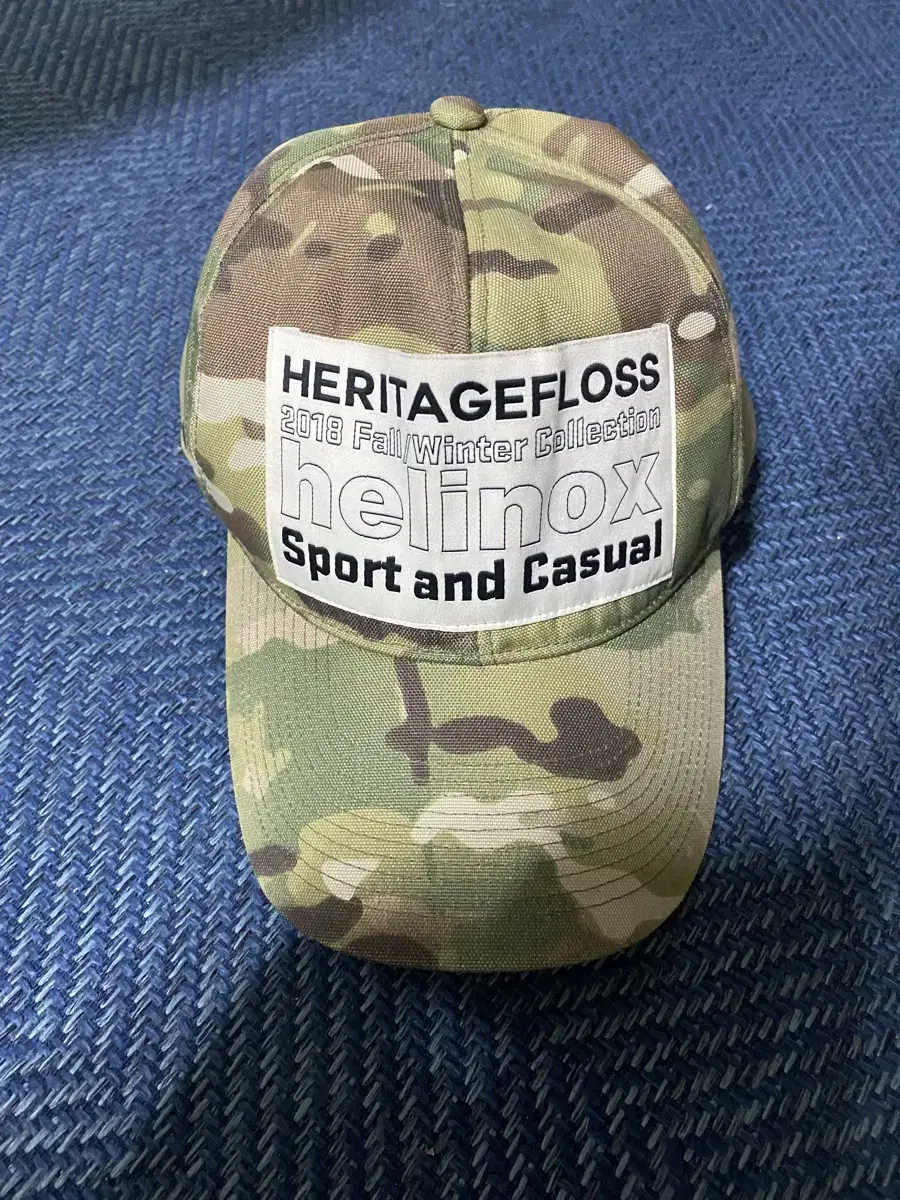 HERITAGEFLOSS
2018 Fall/Winter Collection
helinox
Sport and Casual